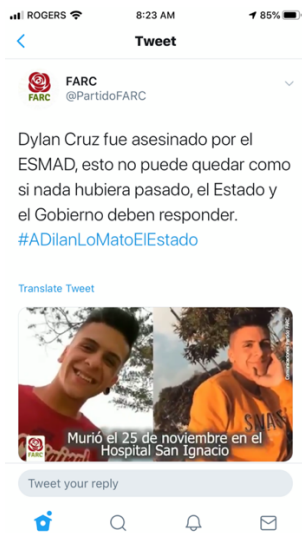 ROGERS 8:23 AM 85%
Tweet
FARC
@PartidoFARC
Dylan Cruz fue asesinado por el
ESMAD, esto no puede quedar como
si nada hubiera pasado, el Estado y
el Gobierno deben responder.
#ADilanLoMatoElEstado
Translate Tweet
Murió el 25 de noviembre en el
Hospital San Ignacio
FARC
Tweet your reply